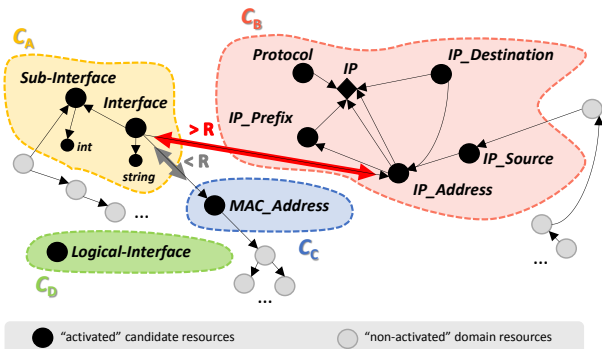 C_A
C_B
Protocol
IP
IP_Destination
Sub-Interface
Interface
IP_Prefix
> R
int
string
< R
IP_Source
IP_Address
...
MAC_Address
Logical-Interface
C_C
...
C_D
...
"activated" candidate resources
"non-activated" domain resources